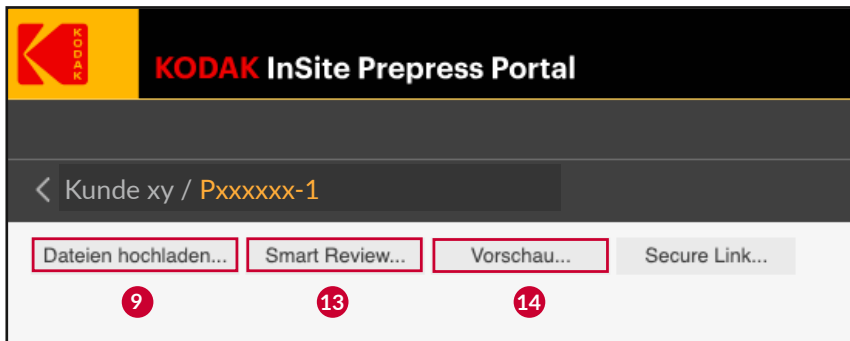 KODAK
KODAK InSite Prepress Portal
Kunde xy / Pxxxxxx-1
Dateien hochladen... Smart Review... Vorschau... Secure Link...
9 13 14